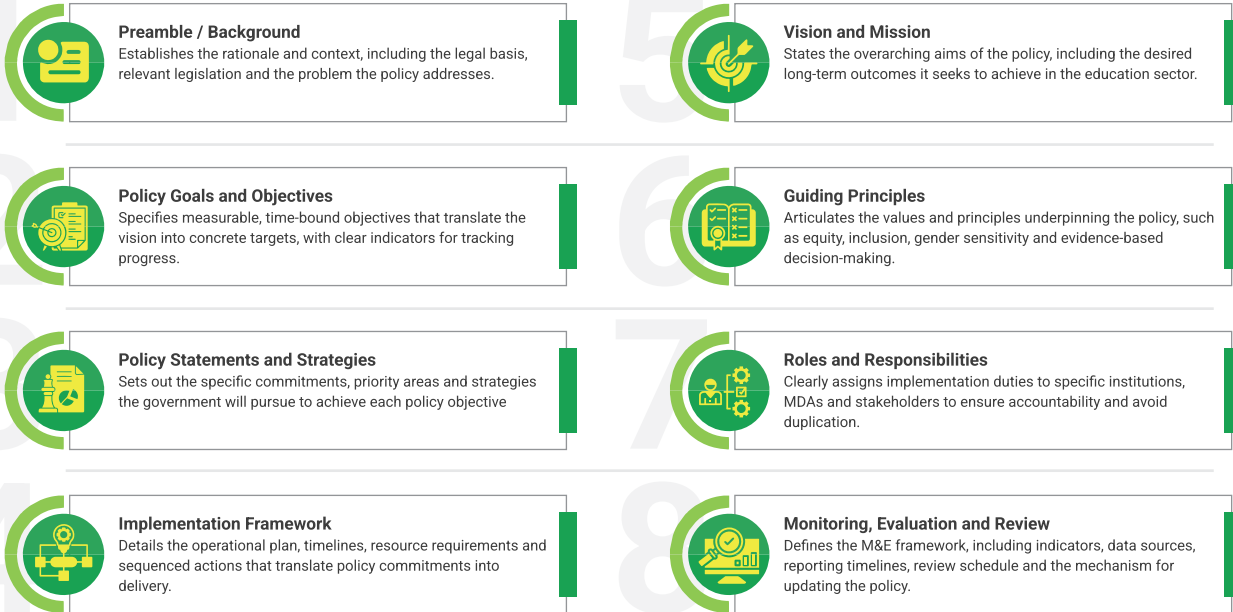 1
Preamble / Background
Establishes the rationale and context, including the legal basis,
relevant legislation and the problem the policy addresses.
2
Policy Goals and Objectives
Specifies measurable, time-bound objectives that translate the
vision into concrete targets, with clear indicators for tracking
progress.
3
Policy Statements and Strategies
Sets out the specific commitments, priority areas and strategies
the government will pursue to achieve each policy objective
4
Implementation Framework
Details the operational plan, timelines, resource requirements and
sequenced actions that translate policy commitments into
delivery.
5
Vision and Mission
States the overarching aims of the policy, including the desired
long-term outcomes it seeks to achieve in the education sector.
6
Guiding Principles
Articulates the values and principles underpinning the policy, such
as equity, inclusion, gender sensitivity and evidence-based
decision-making.
7
Roles and Responsibilities
Clearly assigns implementation duties to specific institutions,
MDAs and stakeholders to ensure accountability and avoid
duplication.
8
Monitoring, Evaluation and Review
Defines the M&E framework, including indicators, data sources,
reporting timelines, review schedule and the mechanism for
updating the policy.